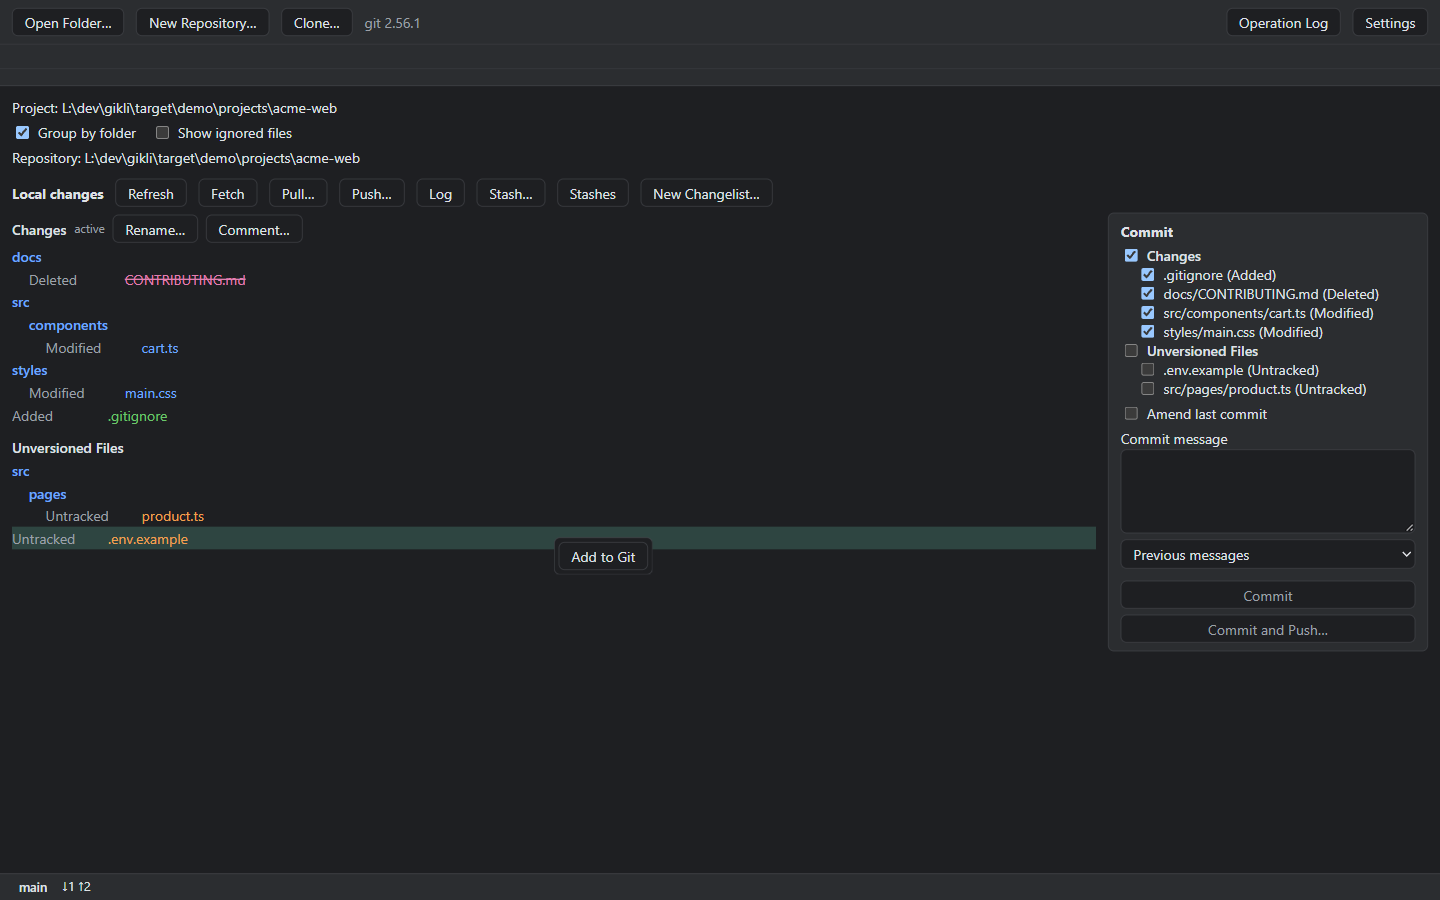 Open Folder... New Repository... Clone... git 2.56.1 Operation Log Settings
Project: L:\dev\gikli\target\demo\projects\acme-web
Group by folder Show ignored files
Repository: L:\dev\gikli\target\demo\projects\acme-web
Local changes Refresh Fetch Pull... Push... Log Stash... Stashes New Changelist...
Changes active Rename... Comment...
docs
Deleted CONTRIBUTING.md
src
components
Modified cart.ts
styles
Modified main.css
Added .gitignore
Unversioned Files
src
pages
Untracked product.ts
Untracked .env.example
Add to Git
Commit
Changes
.gitignore (Added)
docs/CONTRIBUTING.md (Deleted)
src/components/cart.ts (Modified)
styles/main.css (Modified)
Unversioned Files
.env.example (Untracked)
src/pages/product.ts (Untracked)
Amend last commit
Commit message
Previous messages
Commit
Commit and Push...
main ↓1 ↑2